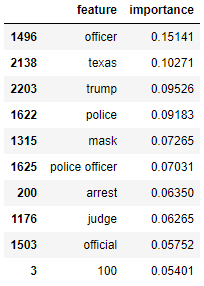 feature importance
1496 officer 0.15141
2138 texas 0.10271
2203 trump 0.09526
1622 police 0.09183
1315 mask 0.07265
1625 police officer 0.07031
200 arrest 0.06350
1176 judge 0.06265
1503 official 0.05752
3 100 0.05401